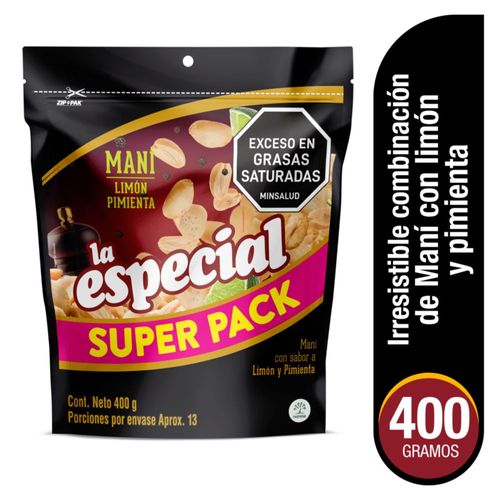 ZIP•PAK
MANÍ
LIMÓN
PIMIENTA
EXCESO EN
GRASAS
SATURADAS
MINSALUD
la
especial
SUPER PACK
Maní
con sabor a
Limón y Pimienta
Cont. Neto 400 g
Porciones por envase Aprox. 13
Irresistible combinación
de Maní con limón
y pimienta
400
GRAMOS